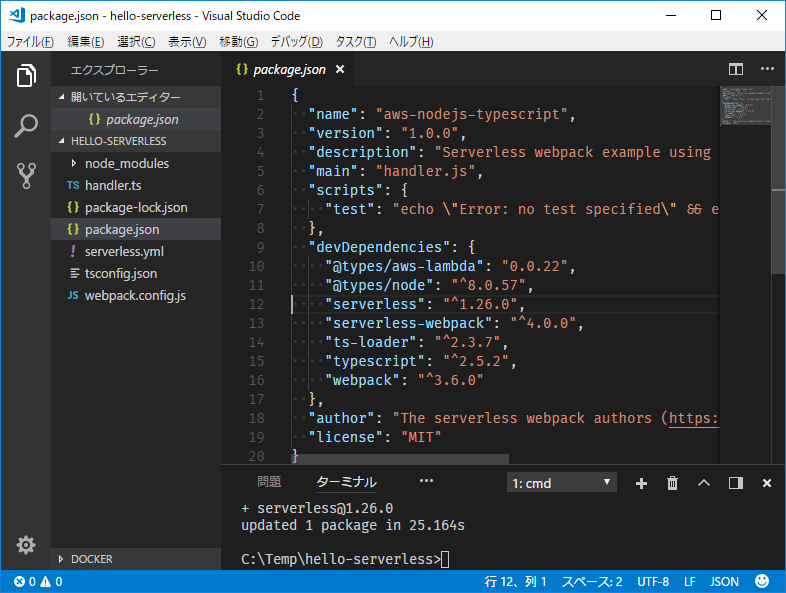 package.json - hello-serverless - Visual Studio Code
ファイル(F) 編集(E) 選択(C) 表示(V) 移動(G) デバッグ(D) タスク(T) ヘルプ(H)
エクスプローラー
開いているエディター
{} package.json
HELLO-SERVERLESS
node_modules
TS handler.ts
{} package-lock.json
{} package.json
! serverless.yml
tsconfig.json
JS webpack.config.js
DOCKER
{} package.json
1 {
2 "name": "aws-nodejs-typescript",
3 "version": "1.0.0",
4 "description": "Serverless webpack example using
5 "main": "handler.js",
6 "scripts": {
7 "test": "echo \"Error: no test specified\" && e
8 },
9 "devDependencies": {
10 "@types/aws-lambda": "0.0.22",
11 "@types/node": "^8.0.57",
12 "serverless": "^1.26.0",
13 "serverless-webpack": "^4.0.0",
14 "ts-loader": "^2.3.7",
15 "typescript": "^2.5.2",
16 "webpack": "^3.6.0"
17 },
18 "author": "The serverless webpack authors (https:
19 "license": "MIT"
20 }
問題 ターミナル 1: cmd
+ serverless@1.26.0
updated 1 package in 25.164s
C:\Temp\hello-serverless>
0 0 行 12、列 1 スペース: 2 UTF-8 LF JSON